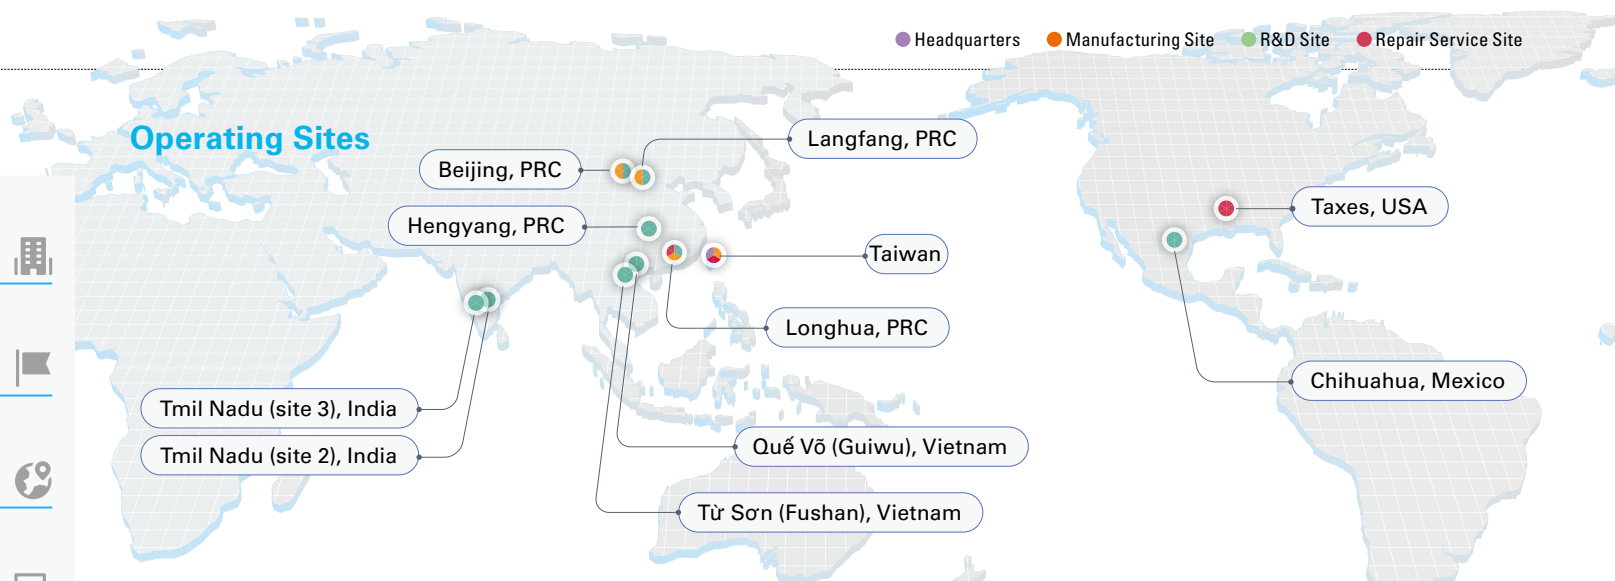 Headquarters
Manufacturing Site
R&D Site
Repair Service Site
Operating Sites
Langfang, PRC
Beijing, PRC
Taxes, USA
Hengyang, PRC
Taiwan
Longhua, PRC
Chihuahua, Mexico
Tmil Nadu (site 3), India
Quế Võ (Guiwu), Vietnam
Tmil Nadu (site 2), India
Từ Sơn (Fushan), Vietnam